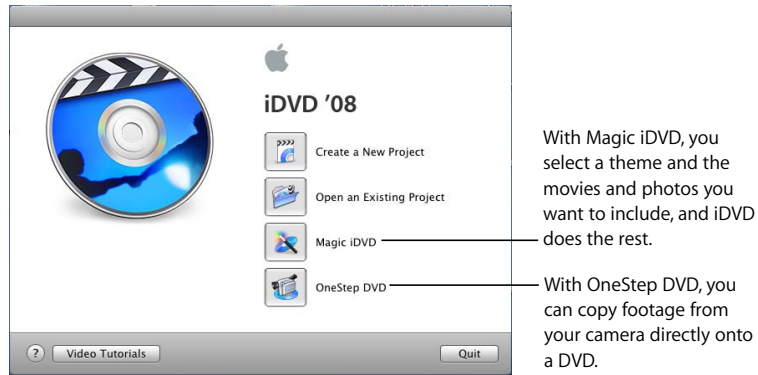 iDVD ’08
Create a New Project
Open an Existing Project
Magic iDVD
OneStep DVD
? Video Tutorials Quit
With Magic iDVD, you
select a theme and the
movies and photos you
want to include, and iDVD
does the rest.
With OneStep DVD, you
can copy footage from
your camera directly onto
a DVD.